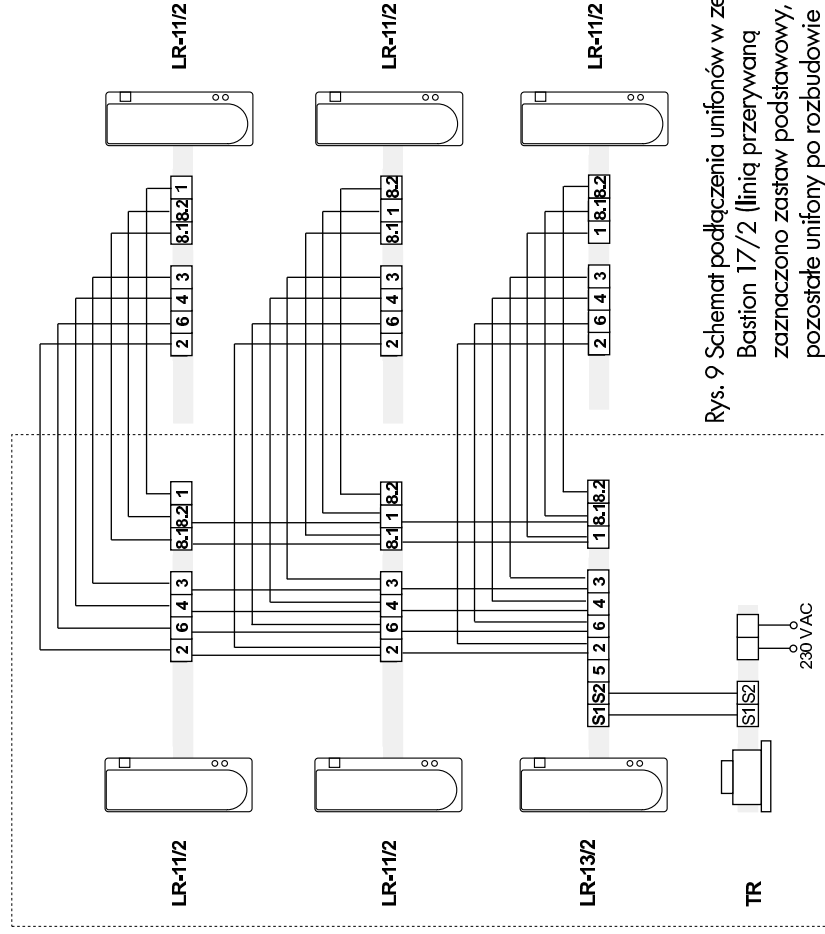 LR-11/2 2 6 4 3 8.1 8.2 1 2 6 4 3 8.1 8.2 1 LR-11/2
LR-11/2 2 6 4 3 8.1 1 8.2 2 6 4 3 8.1 1 8.2 LR-11/2
LR-13/2 S1 S2 5 2 6 4 3 1 8.1 8.2 2 6 4 3 1 8.1 8.2 LR-11/2
TR S1 S2
230 V AC
Rys. 9 Schemat podłączenia unifonów w ze
Bastion 17/2 (linią przerywaną
zaznaczono zastaw podstawowy,
pozostałe unifony po rozbudowie